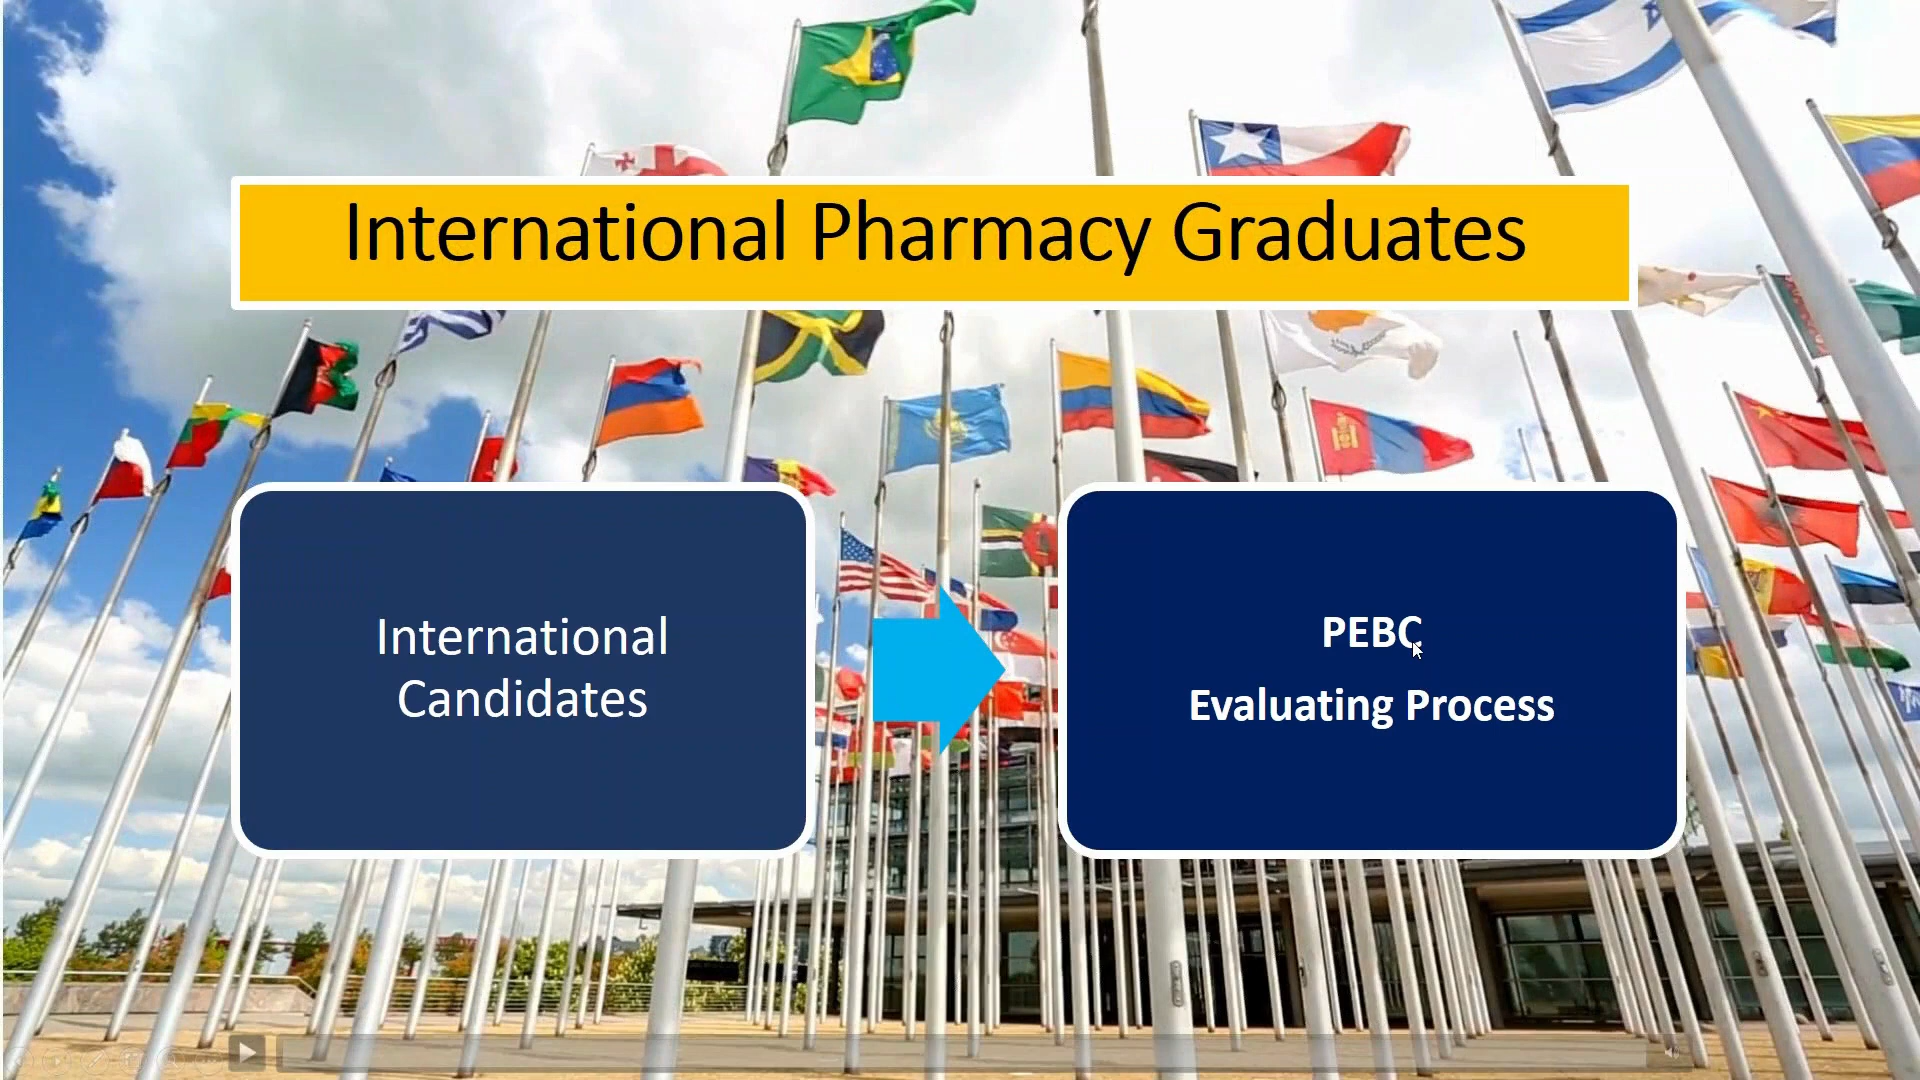 International Pharmacy Graduates
International
Candidates
PEBC
Evaluating Process